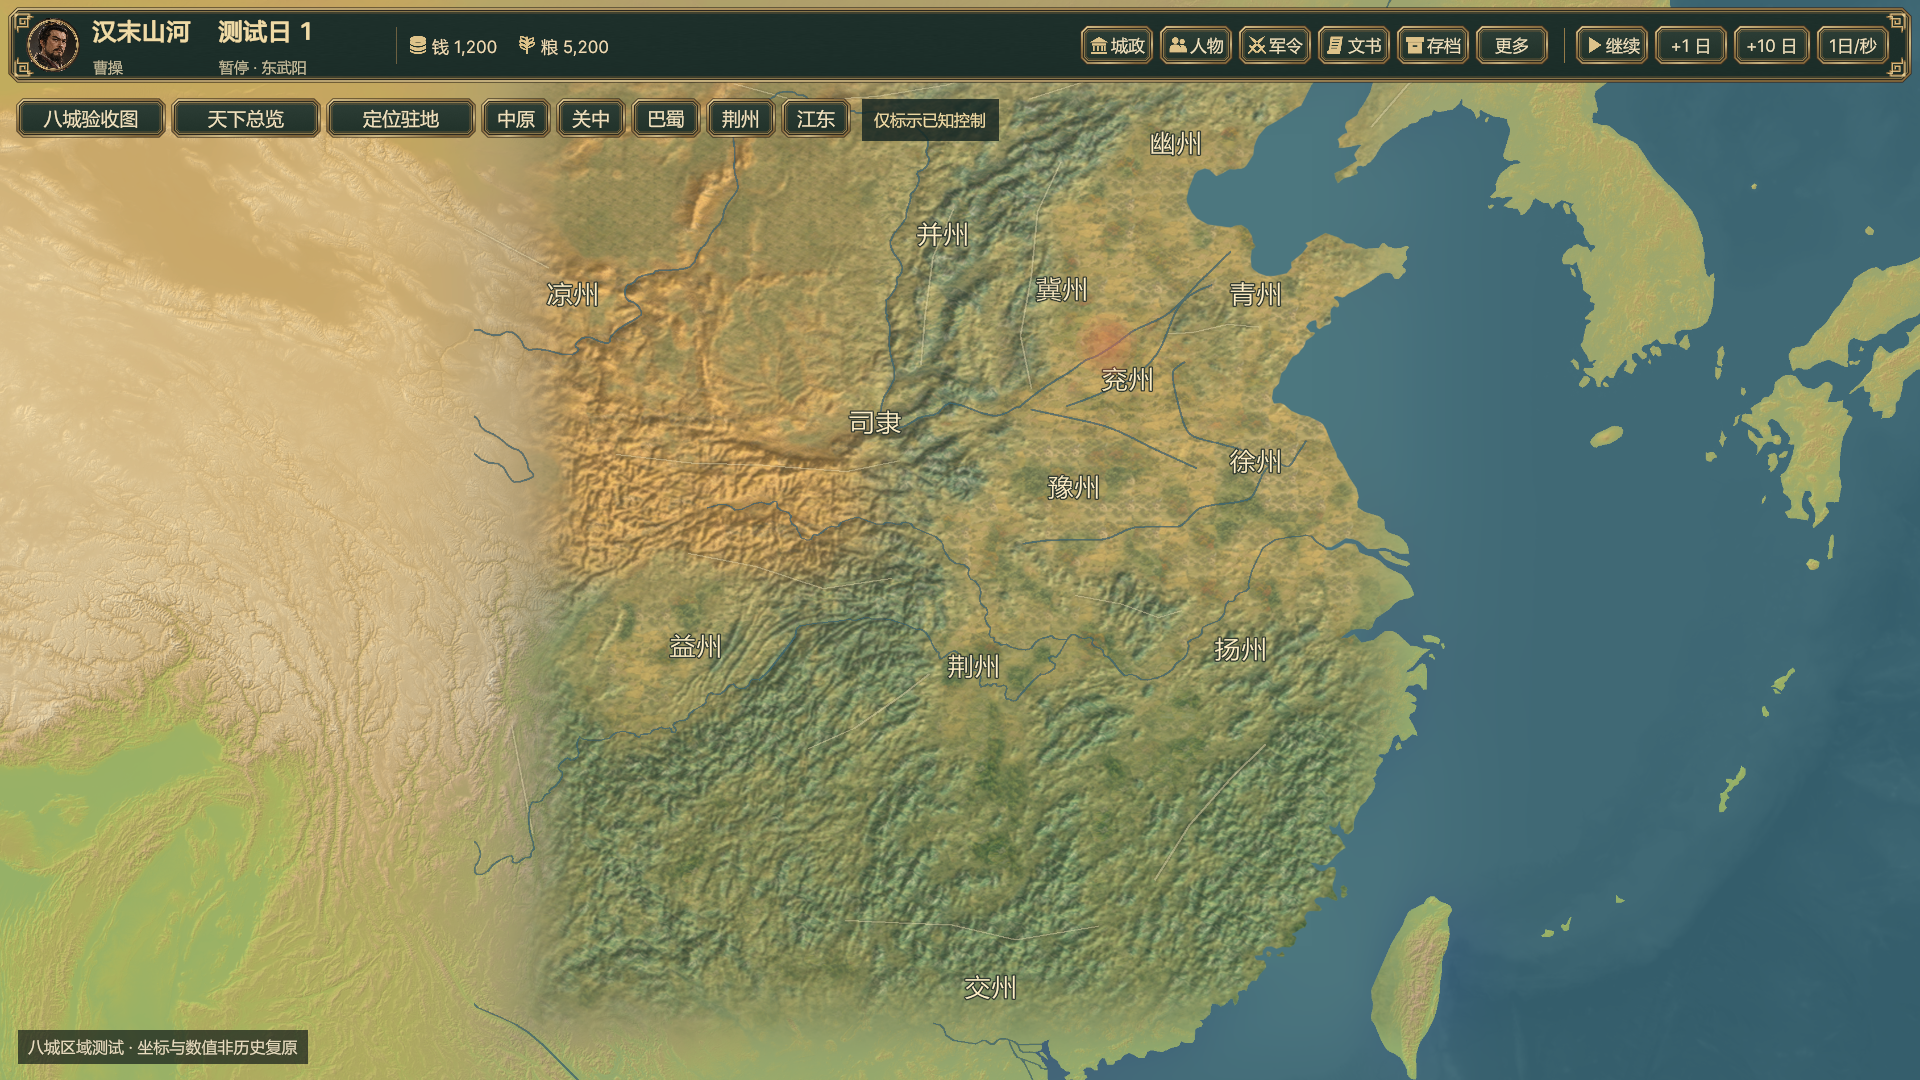 汉末山河 测试日 1
曹操 暂停 · 东武阳
钱 1,200 粮 5,200
城政 人物 军令 文书 存档 更多 继续 +1 日 +10 日 1日/秒
八城验收图 天下总览 定位驻地 中原 关中 巴蜀 荆州 江东 仅标示已知控制
幽州
并州
冀州
凉州
青州
兖州
司隶
徐州
豫州
益州
扬州
荆州
交州
八城区域测试 · 坐标与数值非历史复原